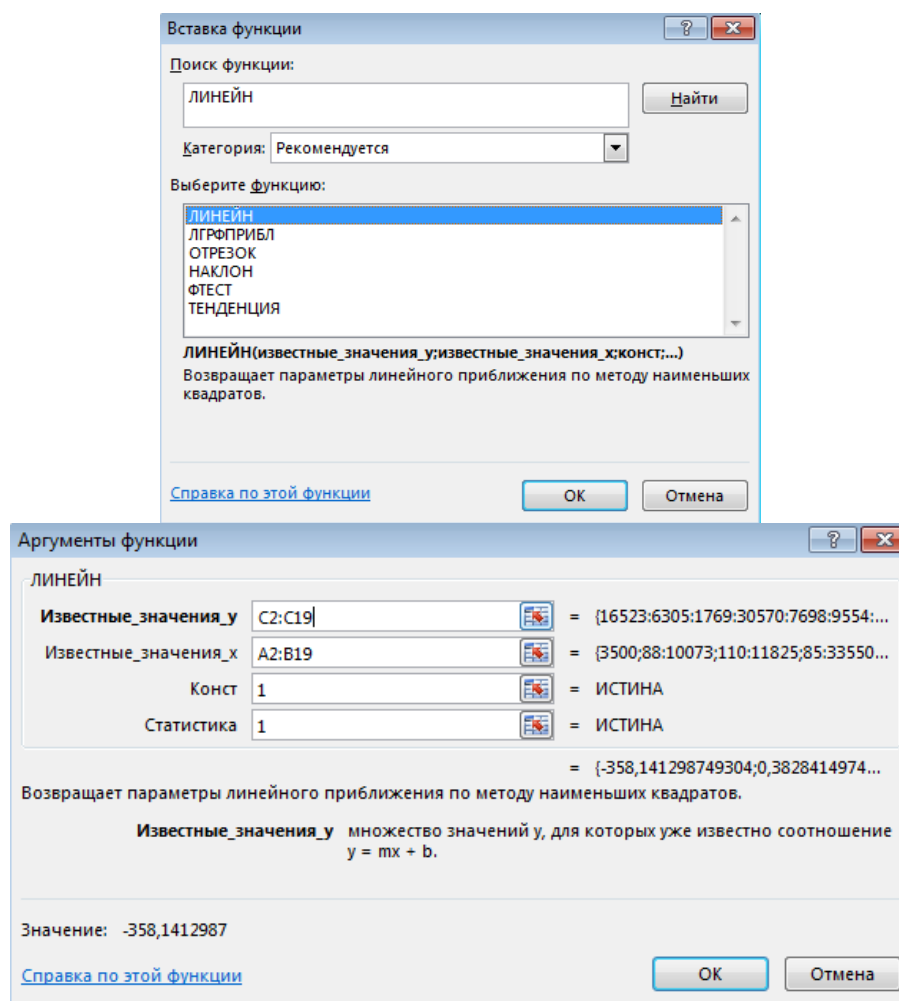 Вставка функции
Поиск функции:
ЛИНЕЙН
Найти
Категория: Рекомендуется
Выберите функцию:
ЛИНЕЙН
ЛГРФПРИБЛ
ОТРЕЗОК
НАКЛОН
ФТЕСТ
ТЕНДЕНЦИЯ
ЛИНЕЙН(известные_значения_y;известные_значения_x;конст;...)
Возвращает параметры линейного приближения по методу наименьших
квадратов.
Справка по этой функции
ОК
Отмена
Аргументы функции
ЛИНЕЙН
Известные_значения_y C2:C19 = {16523:6305:1769:30570:7698:9554:...
Известные_значения_x A2:B19 = {3500;88:10073;110:11825;85:33550...
Конст 1 = ИСТИНА
Статистика 1 = ИСТИНА
= {-358,141298749304;0,3828414974...
Возвращает параметры линейного приближения по методу наименьших квадратов.
Известные_значения_y множество значений y, для которых уже известно соотношение
y = mx + b.
Значение: -358,1412987
Справка по этой функции
ОК
Отмена